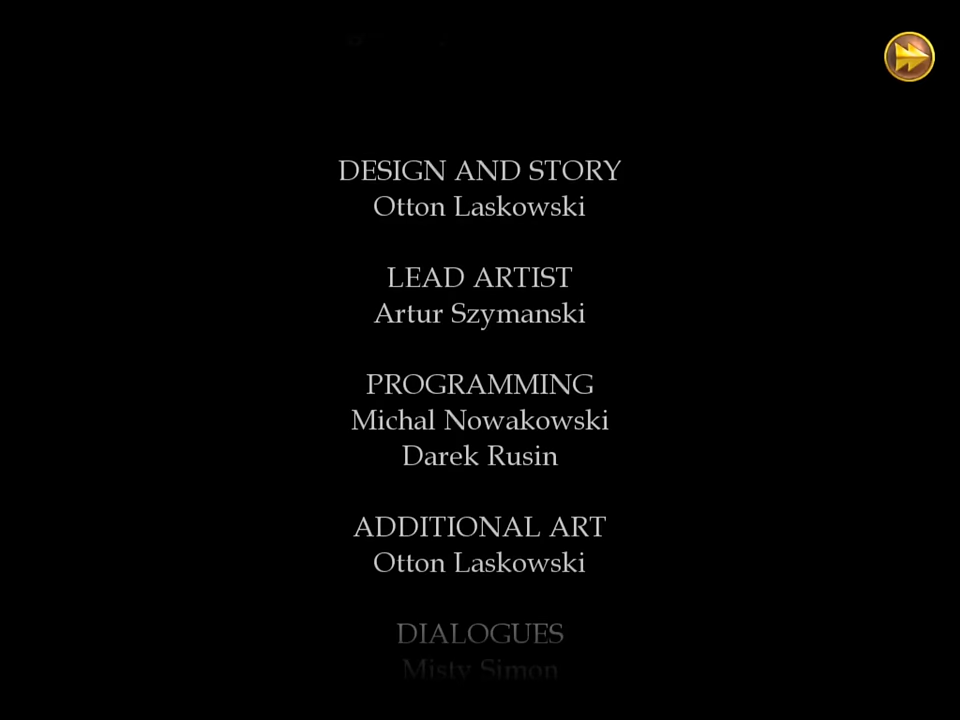 DESIGN AND STORY
Otton Laskowski
LEAD ARTIST
Artur Szymanski
PROGRAMMING
Michal Nowakowski
Darek Rusin
ADDITIONAL ART
Otton Laskowski
DIALOGUES
Misty Simon